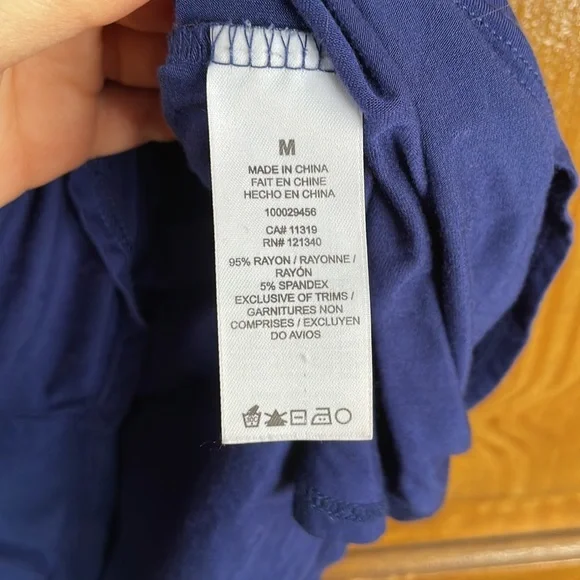 M
MADE IN CHINA
FAIT EN CHINE
HECHO EN CHINA
100029456
CA# 11319
RN# 121340
95% RAYON / RAYONNE /
RAYÓN
5% SPANDEX
EXCLUSIVE OF TRIMS /
GARNITURES NON
COMPRISES / EXCLUYEN
DO AVIOS